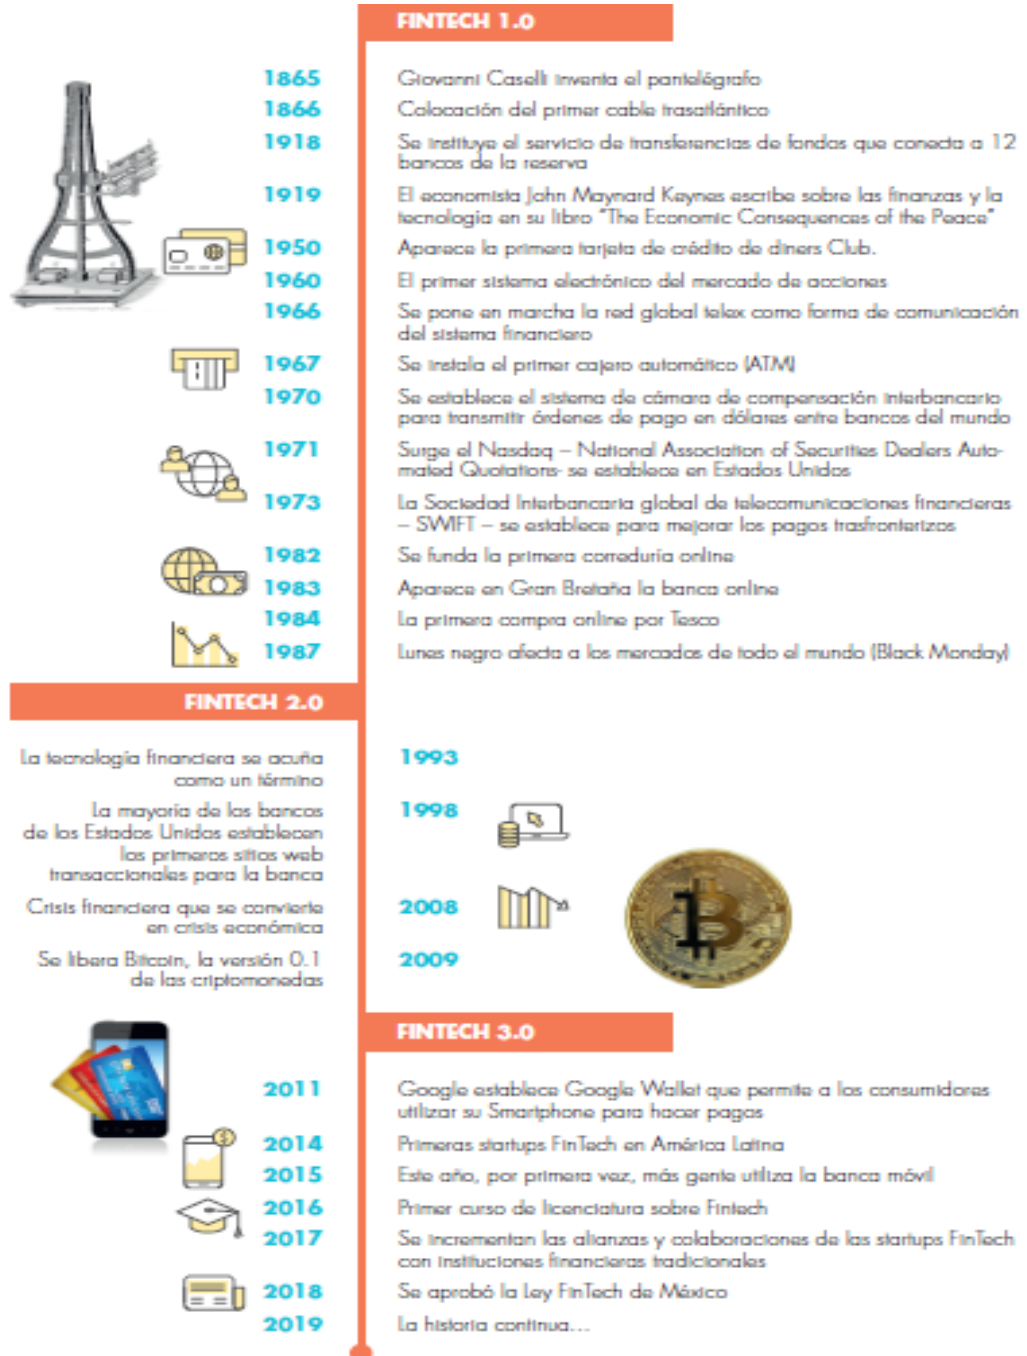 FINTECH 1.0
1865 Giovanni Caselli inventa el pantelégrafo
1866 Colocación del primer cable trasatlántico
1918 Se instituye el servicio de transferencias de fondos que conecta a 12
bancos de la reserva
1919 El economista John Maynard Keynes escribe sobre las finanzas y la
tecnología en su libro “The Economic Consequences of the Peace”
1950 Aparece la primera tarjeta de crédito de diners Club.
1960 El primer sistema electrónico del mercado de acciones
1966 Se pone en marcha la red global telex como forma de comunicación
del sistema financiero
1967 Se instala el primer cajero automático (ATM)
1970 Se establece el sistema de cámara de compensación interbancario
para transmitir órdenes de pago en dólares entre bancos del mundo
1971 Surge el Nasdaq – National Association of Securities Dealers Auto-
mated Quotations- se establece en Estados Unidos
1973 La Sociedad Interbancaria global de telecomunicaciones financieras
– SWIFT – se establece para mejorar los pagos trasfronterizos
1982 Se funda la primera correduría online
1983 Aparece en Gran Bretaña la banca online
1984 La primera compra online por Tesco
1987 Lunes negro afecta a los mercados de todo el mundo (Black Monday)
FINTECH 2.0
La tecnología financiera se acuña 1993
como un término
La mayoría de los bancos 1998
de los Estados Unidos establecen
los primeros sitios web
transaccionales para la banca
Crisis financiera que se convierte 2008
en crisis económica
Se libera Bitcoin, la versión 0.1 2009
de las criptomonedas
FINTECH 3.0
2011 Google establece Google Wallet que permite a los consumidores
utilizar su Smartphone para hacer pagos
2014 Primeras startups FinTech en América Latina
2015 Este año, por primera vez, más gente utiliza la banca móvil
2016 Primer curso de licenciatura sobre Fintech
2017 Se incrementan las alianzas y colaboraciones de las startups FinTech
con instituciones financieras tradicionales
2018 Se aprobó la Ley FinTech de México
2019 La historia continua...